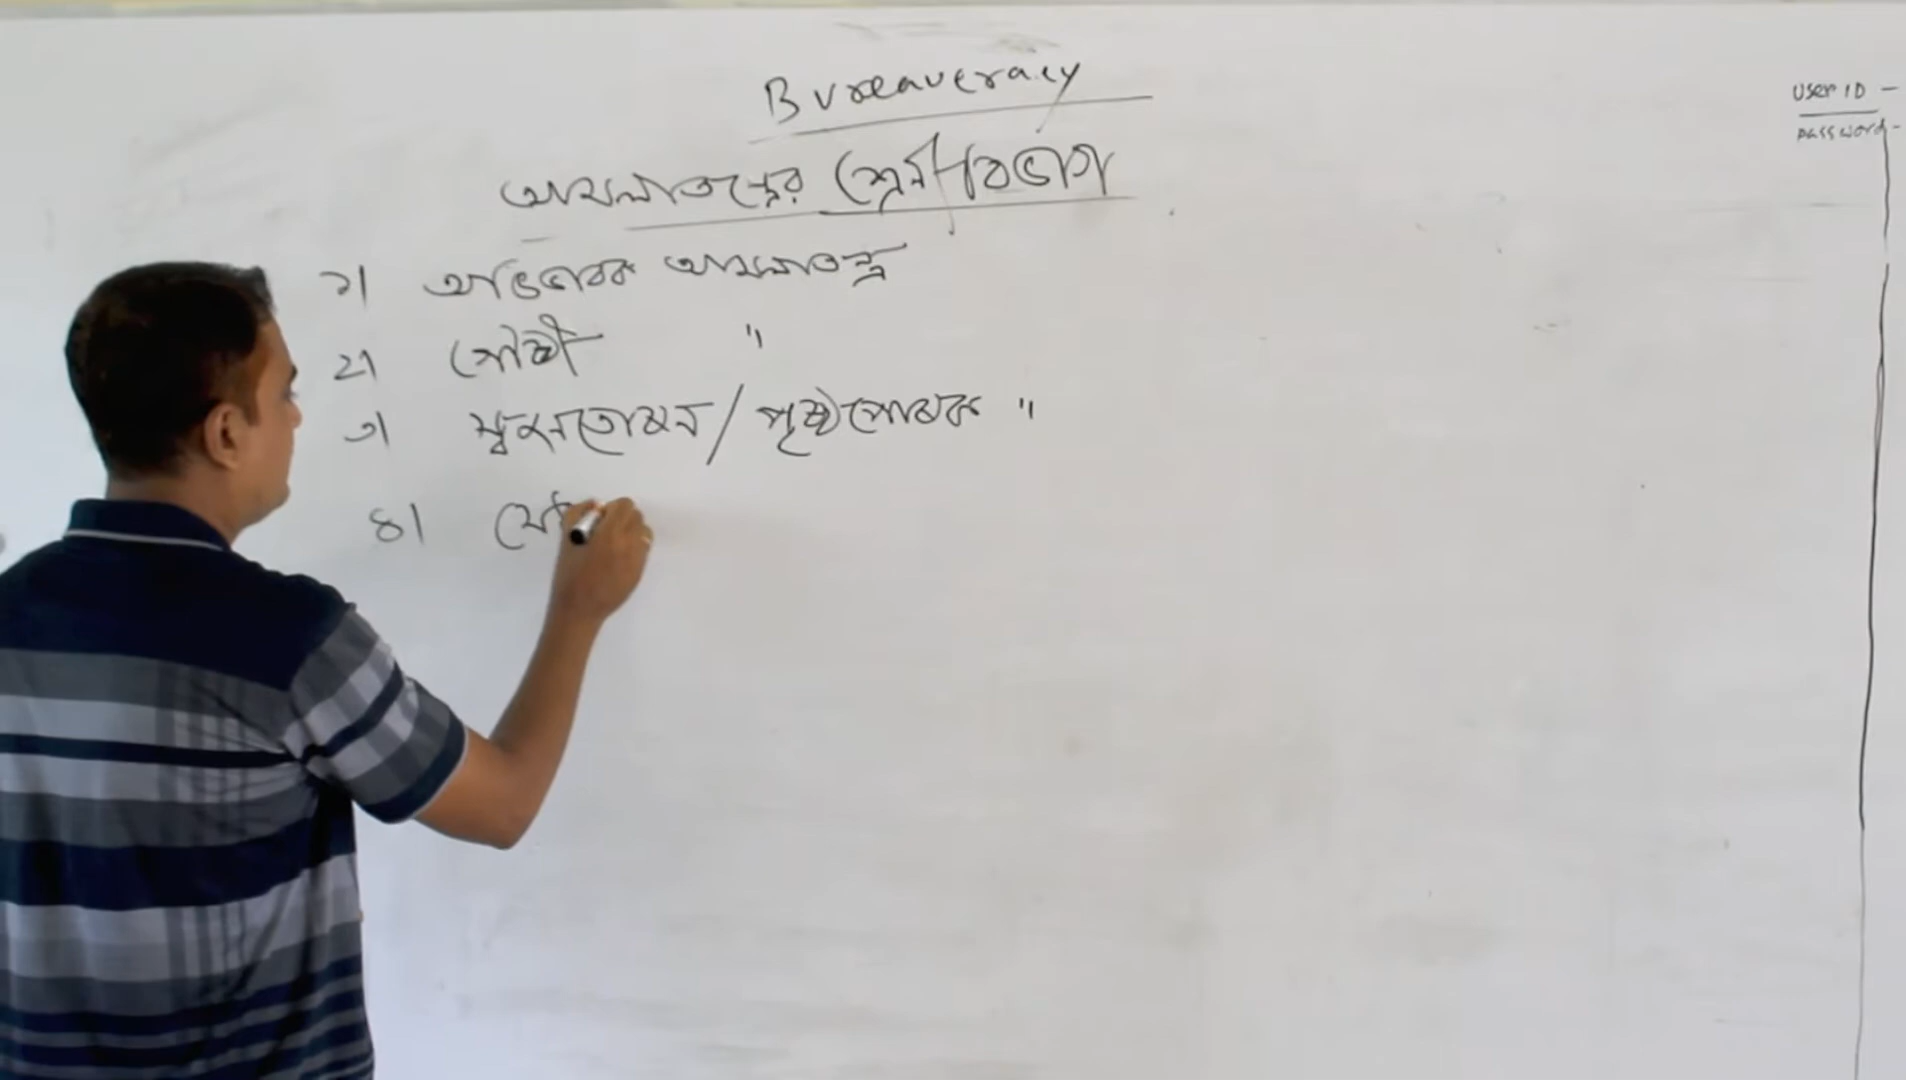 Bureaucracy
আমলাতন্ত্রের শ্রেণীবিভাগ
১। অভিভাবক আমলাতন্ত্র
২। গোষ্ঠী "
৩। / পৃষ্ঠপোষক "
৪।
User ID -
Password -